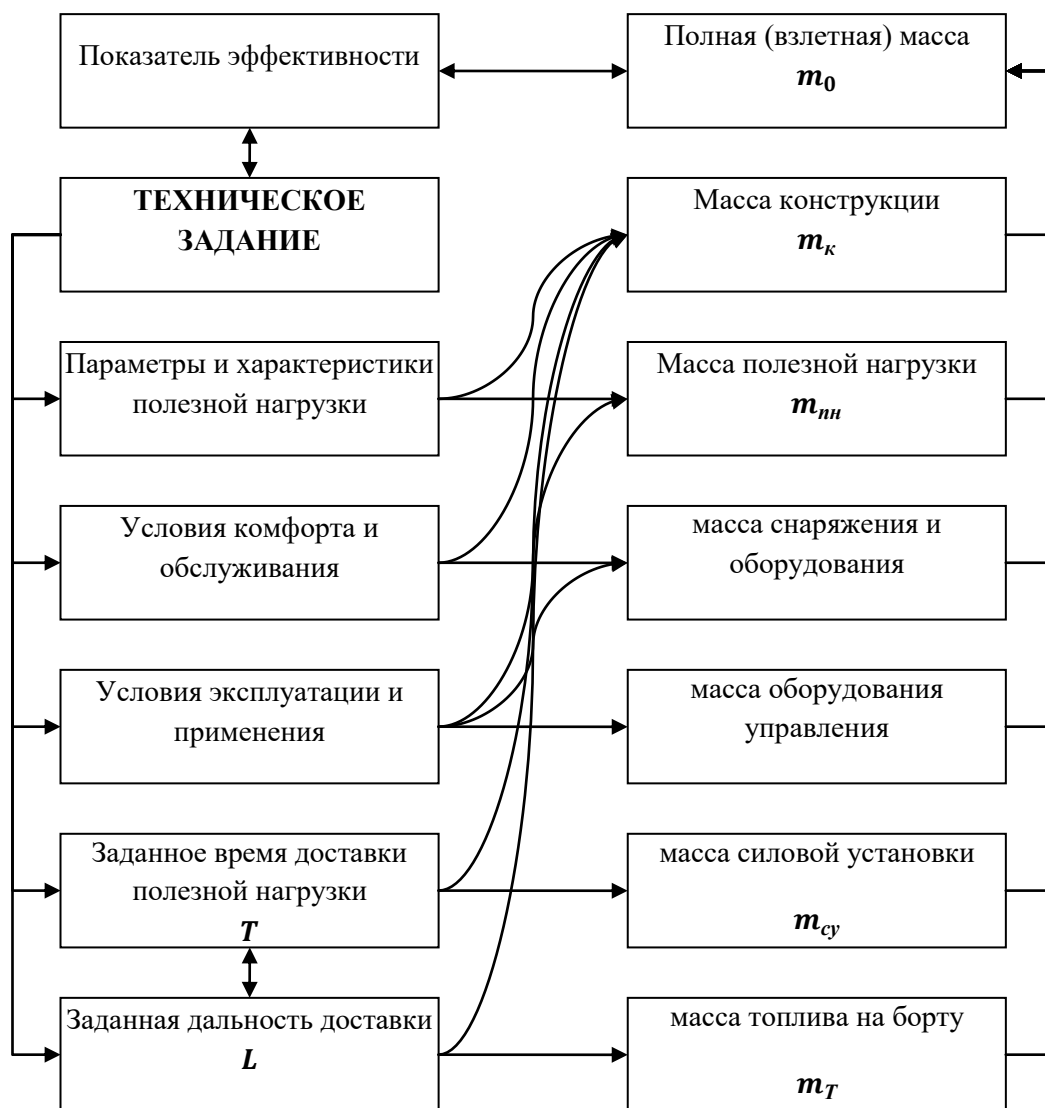 Показатель эффективности
Полная (взлетная) масса
m₀
ТЕХНИЧЕСКОЕ
ЗАДАНИЕ
Масса конструкции
mк
Параметры и характеристики
полезной нагрузки
Масса полезной нагрузки
mпн
Условия комфорта и
обслуживания
масса снаряжения и
оборудования
Условия эксплуатации и
применения
масса оборудования
управления
Заданное время доставки
полезной нагрузки
T
масса силовой установки
mсу
Заданная дальность доставки
L
масса топлива на борту
mT